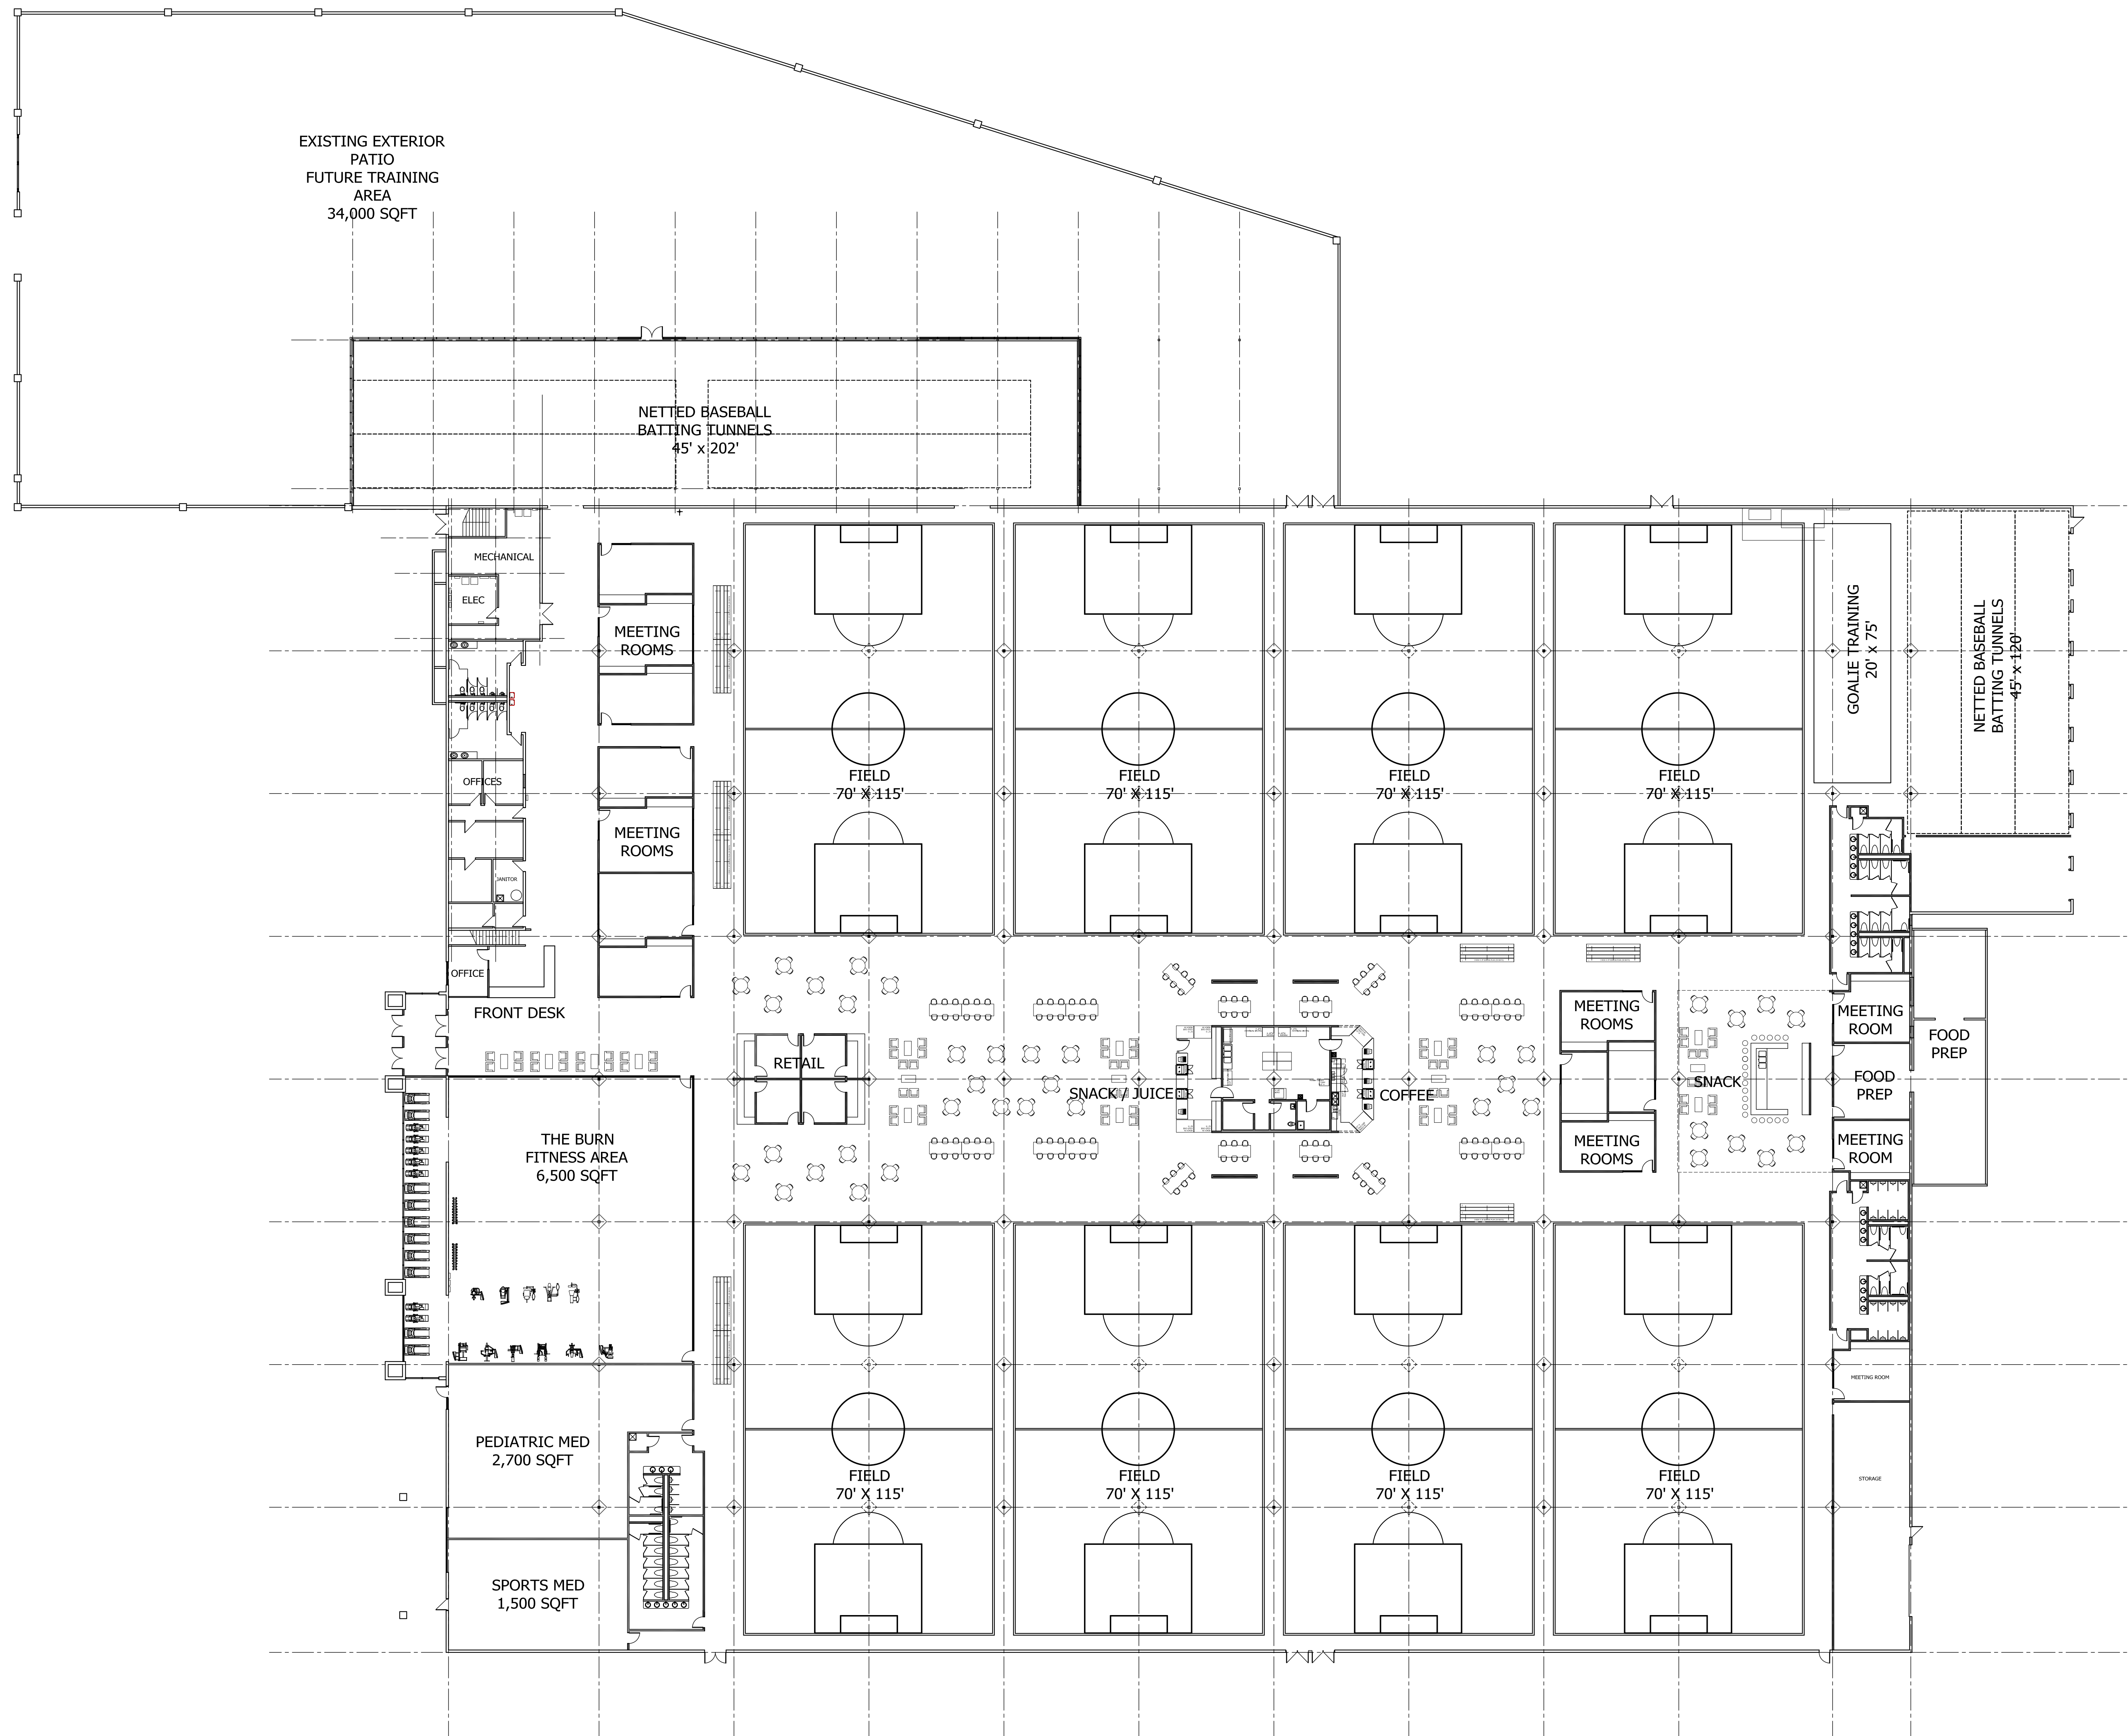 EXISTING EXTERIOR
PATIO
FUTURE TRAINING
AREA
34,000 SQFT
NETTED BASEBALL
BATTING TUNNELS
45' x 202'
MECHANICAL
ELEC
MEETING
ROOMS
OFFICES
MEETING
ROOMS
JANITOR
OFFICE
FRONT DESK
FIELD
70' X 115'
FIELD
70' X 115'
FIELD
70' X 115'
FIELD
70' X 115'
GOALIE TRAINING
20' x 75'
NETTED BASEBALL
BATTING TUNNELS
45' x 120'
RETAIL
SNACK / JUICE
COFFEE
MEETING
ROOMS
MEETING
ROOMS
SNACK
MEETING
ROOM
FOOD
PREP
FOOD
PREP
MEETING
ROOM
THE BURN
FITNESS AREA
6,500 SQFT
PEDIATRIC MED
2,700 SQFT
SPORTS MED
1,500 SQFT
FIELD
70' X 115'
FIELD
70' X 115'
FIELD
70' X 115'
FIELD
70' X 115'
MEETING ROOM
STORAGE